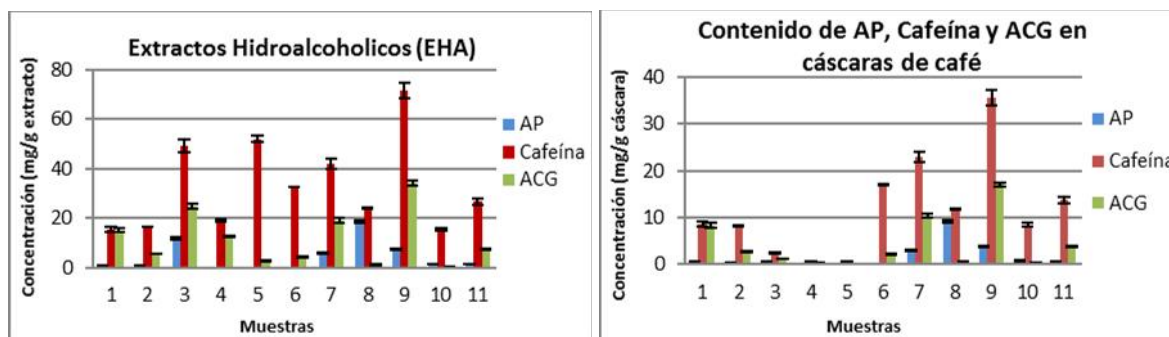 Extractos Hidroalcoholicos (EHA)
Concentración (mg/g extracto)
80
60
40
20
0
1 2 3 4 5 6 7 8 9 10 11
Muestras
AP
Cafeína
ACG
Contenido de AP, Cafeína y ACG en
cáscaras de café
Concentración (mg/g cáscara)
40
30
20
10
0
1 2 3 4 5 6 7 8 9 10 11
Muestras
AP
Cafeína
ACG